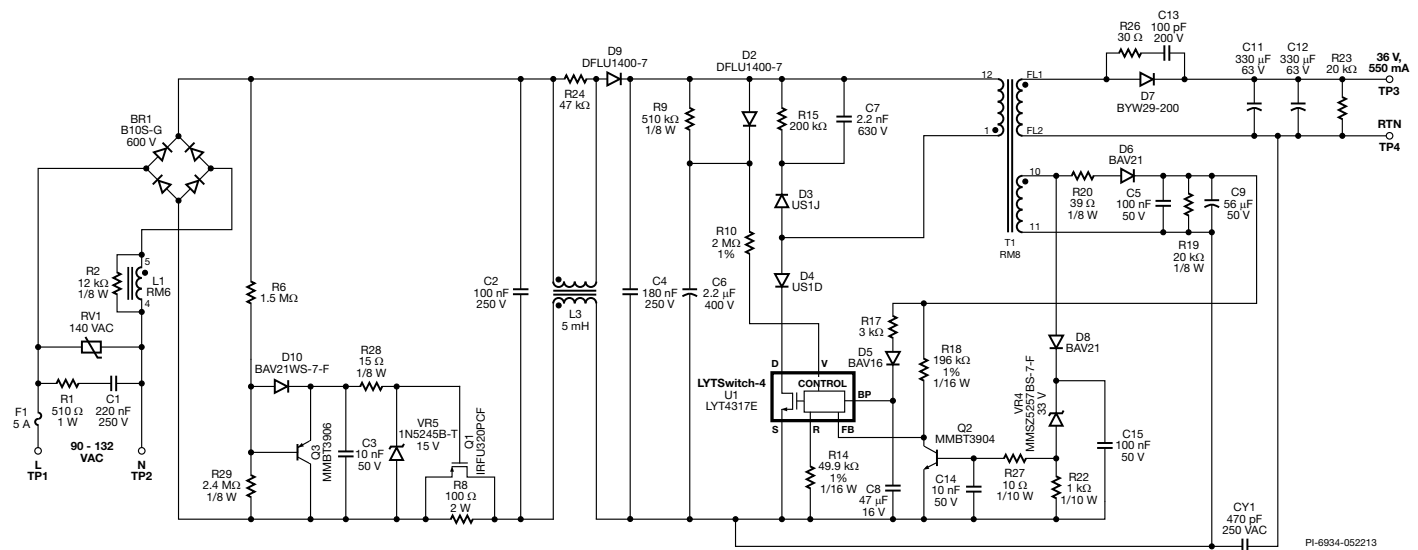 BR1
B10S-G
600 V
R2
12 kΩ
1/8 W
5
L1
RM6
4
RV1
140 VAC
R1
510 Ω
1 W
C1
220 nF
250 V
F1
5 A
90 - 132
VAC
L
TP1
N
TP2
R6
1.5 MΩ
D10
BAV21WS-7-F
R28
15 Ω
1/8 W
R29
2.4 MΩ
1/8 W
Q3
MMBT3906
C3
10 nF
50 V
VR5
1N5245B-T
15 V
Q1
IRFU320PCF
R8
100 Ω
2 W
C2
100 nF
250 V
R24
47 kΩ
L3
5 mH
D9
DFLU1400-7
C4
180 nF
250 V
R9
510 kΩ
1/8 W
C6
2.2 µF
400 V
D2
DFLU1400-7
R10
2 MΩ
1%
R15
200 kΩ
C7
2.2 nF
630 V
D3
US1J
D4
US1D
D
V
LYTSwitch-4
U1
LYT4317E
CONTROL
BP
S
R
FB
R14
49.9 kΩ
1%
1/16 W
R17
3 kΩ
D5
BAV16
C8
47 µF
16 V
R18
196 kΩ
1%
1/16 W
Q2
MMBT3904
C14
10 nF
50 V
R27
10 Ω
1/10 W
VR4
MMSZ5257BS-7-F
33 V
R22
1 kΩ
1/10 W
D8
BAV21
C15
100 nF
50 V
12
1
FL1
FL2
10
11
T1
RM8
R26
30 Ω
C13
100 pF
200 V
D7
BYW29-200
C11
330 µF
63 V
C12
330 µF
63 V
R23
20 kΩ
36 V,
550 mA
TP3
RTN
TP4
R20
39 Ω
1/8 W
D6
BAV21
C5
100 nF
50 V
R19
20 kΩ
1/8 W
C9
56 µF
50 V
CY1
470 pF
250 VAC
PI-6934-052213